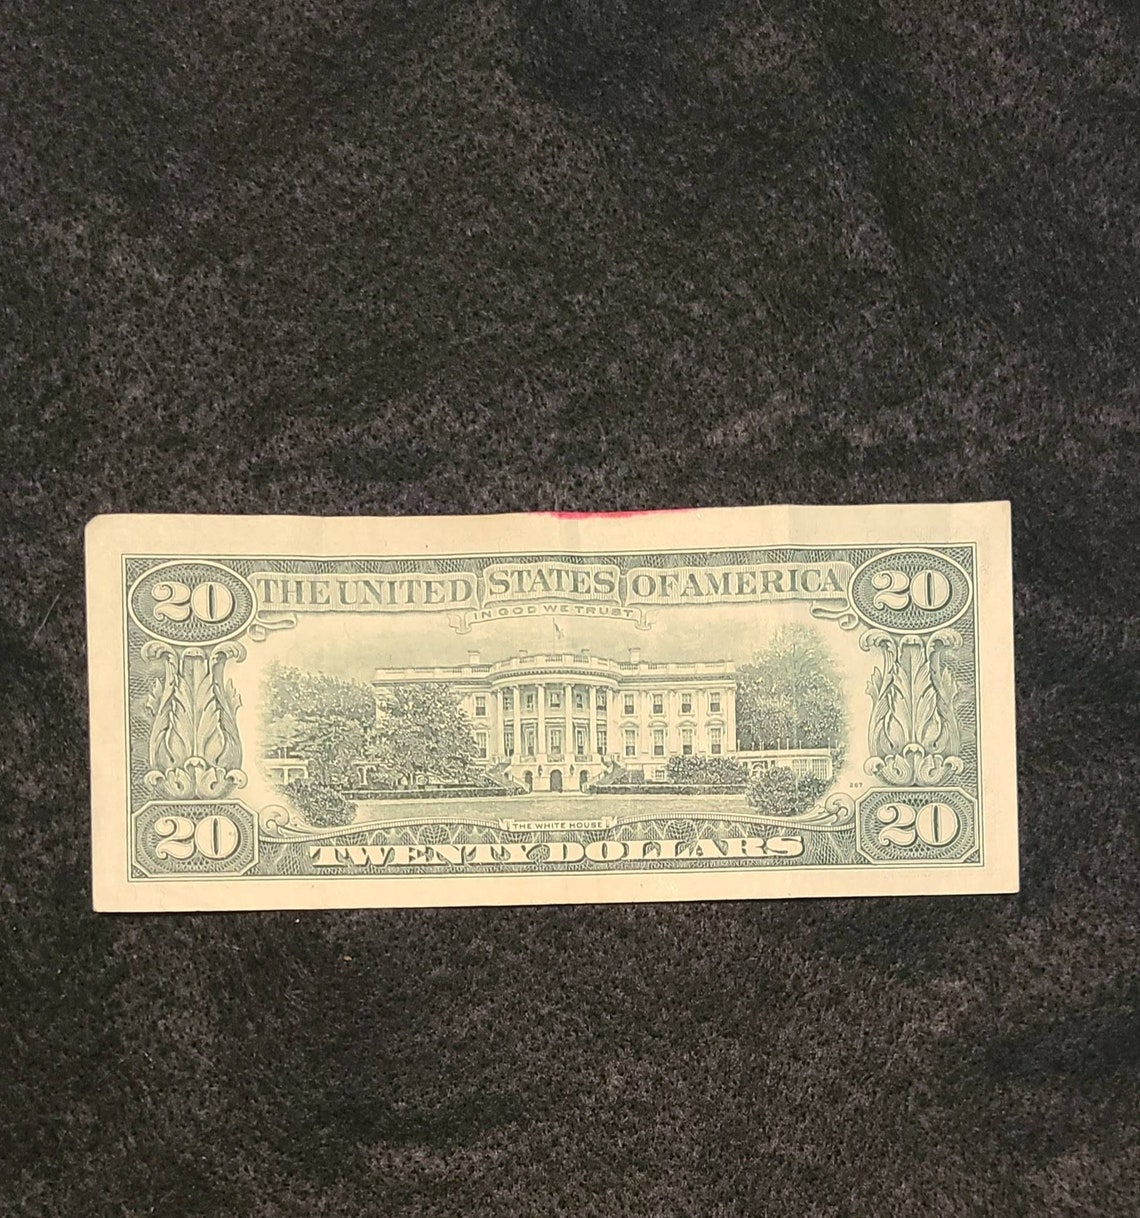 20 THE UNITED STATES OF AMERICA 20
IN GOD WE TRUST
THE WHITE HOUSE
20 TWENTY DOLLARS 20